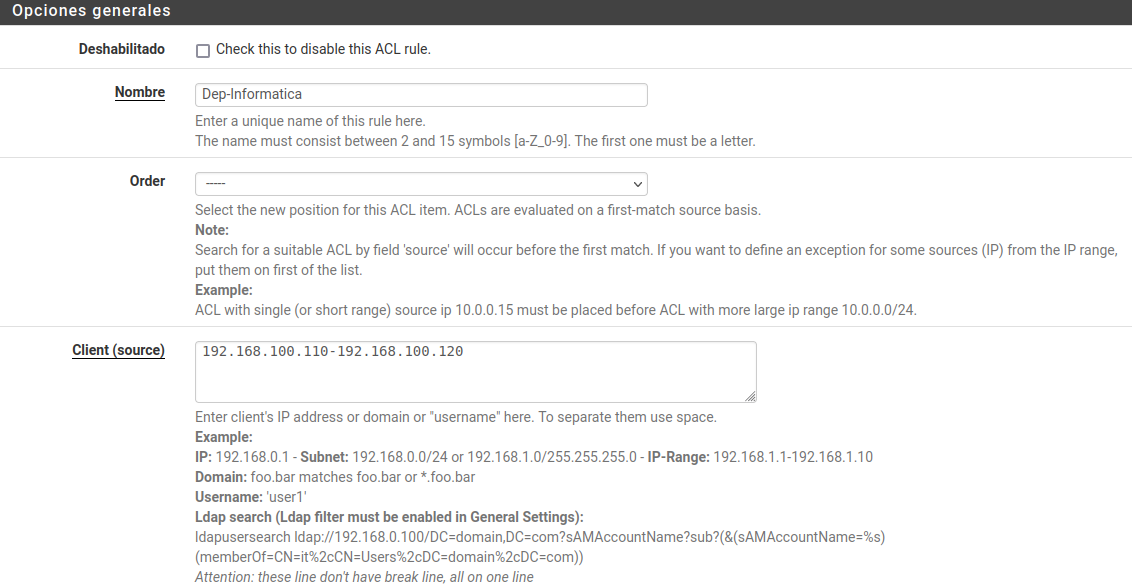 Opciones generales
Deshabilitado
Check this to disable this ACL rule.
Nombre
Dep-Informatica
Enter a unique name of this rule here.
The name must consist between 2 and 15 symbols [a-Z_0-9]. The first one must be a letter.
Order
-----
Select the new position for this ACL item. ACLs are evaluated on a first-match source basis.
Note:
Search for a suitable ACL by field 'source' will occur before the first match. If you want to define an exception for some sources (IP) from the IP range,
put them on first of the list.
Example:
ACL with single (or short range) source ip 10.0.0.15 must be placed before ACL with more large ip range 10.0.0.0/24.
Client (source)
192.168.100.110-192.168.100.120
Enter client's IP address or domain or "username" here. To separate them use space.
Example:
IP: 192.168.0.1 - Subnet: 192.168.0.0/24 or 192.168.1.0/255.255.255.0 - IP-Range: 192.168.1.1-192.168.1.10
Domain: foo.bar matches foo.bar or *.foo.bar
Username: 'user1'
Ldap search (Ldap filter must be enabled in General Settings):
ldapusersearch ldap://192.168.0.100/DC=domain,DC=com?sAMAccountName?sub?(&(sAMAccountName=%s)
(memberOf=CN=it%2cCN=Users%2cDC=domain%2cDC=com))
Attention: these line don't have break line, all on one line